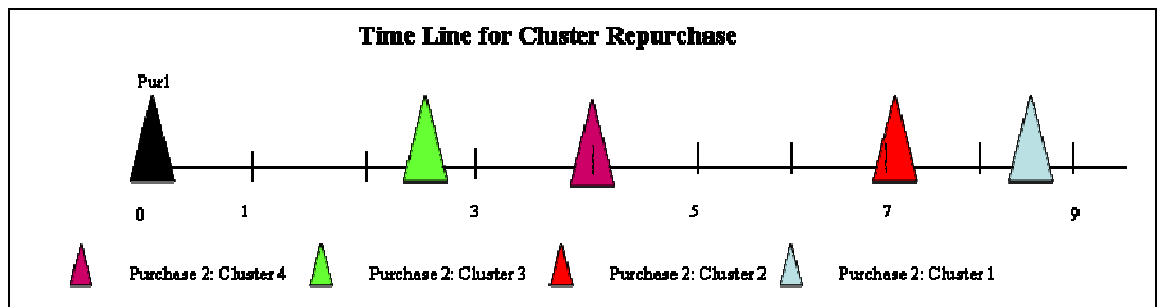 Time Line for Cluster Repurchase
Pur1
0 1 3 5 7 9
Purchase 2: Cluster 4 Purchase 2: Cluster 3 Purchase 2: Cluster 2 Purchase 2: Cluster 1